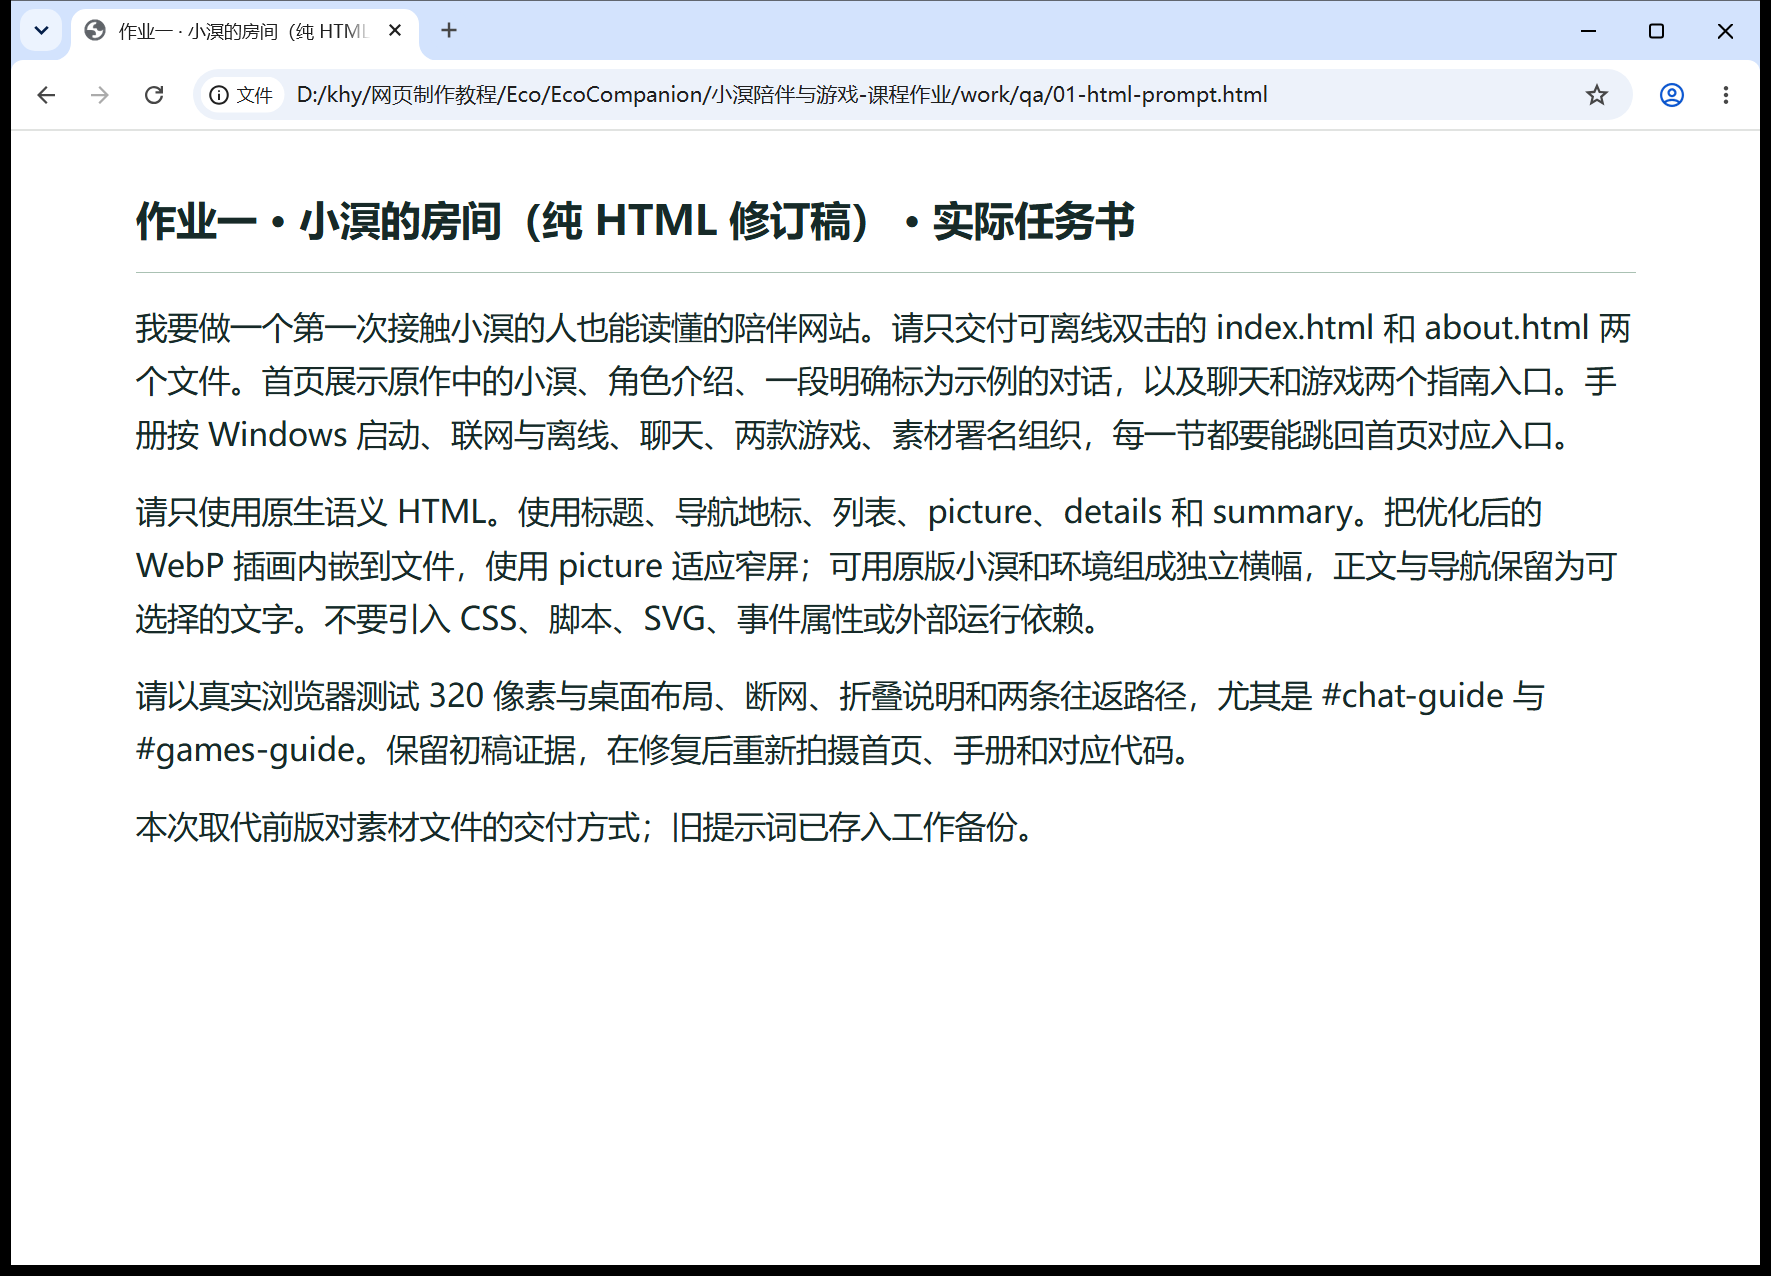 作业一 · 小溟的房间（纯 HTML
文件
D:/khy/网页制作教程/Eco/EcoCompanion/小溟陪伴与游戏-课程作业/work/qa/01-html-prompt.html
作业一 · 小溟的房间（纯 HTML 修订稿） · 实际任务书
我要做一个第一次接触小溟的人也能读懂的陪伴网站。请只交付可离线双击的 index.html 和 about.html 两
个文件。首页展示原作中的小溟、角色介绍、一段明确标为示例的对话，以及聊天和游戏两个指南入口。手
册按 Windows 启动、联网与离线、聊天、两款游戏、素材署名组织，每一节都要能跳回首页对应入口。
请只使用原生语义 HTML。使用标题、导航地标、列表、picture、details 和 summary。把优化后的
WebP 插画内嵌到文件，使用 picture 适应窄屏；可用原版小溟和环境组成独立横幅，正文与导航保留为可
选择的文字。不要引入 CSS、脚本、SVG、事件属性或外部运行依赖。
请以真实浏览器测试 320 像素与桌面布局、断网、折叠说明和两条往返路径，尤其是 #chat-guide 与
#games-guide。保留初稿证据，在修复后重新拍摄首页、手册和对应代码。
本次取代前版对素材文件的交付方式；旧提示词已存入工作备份。